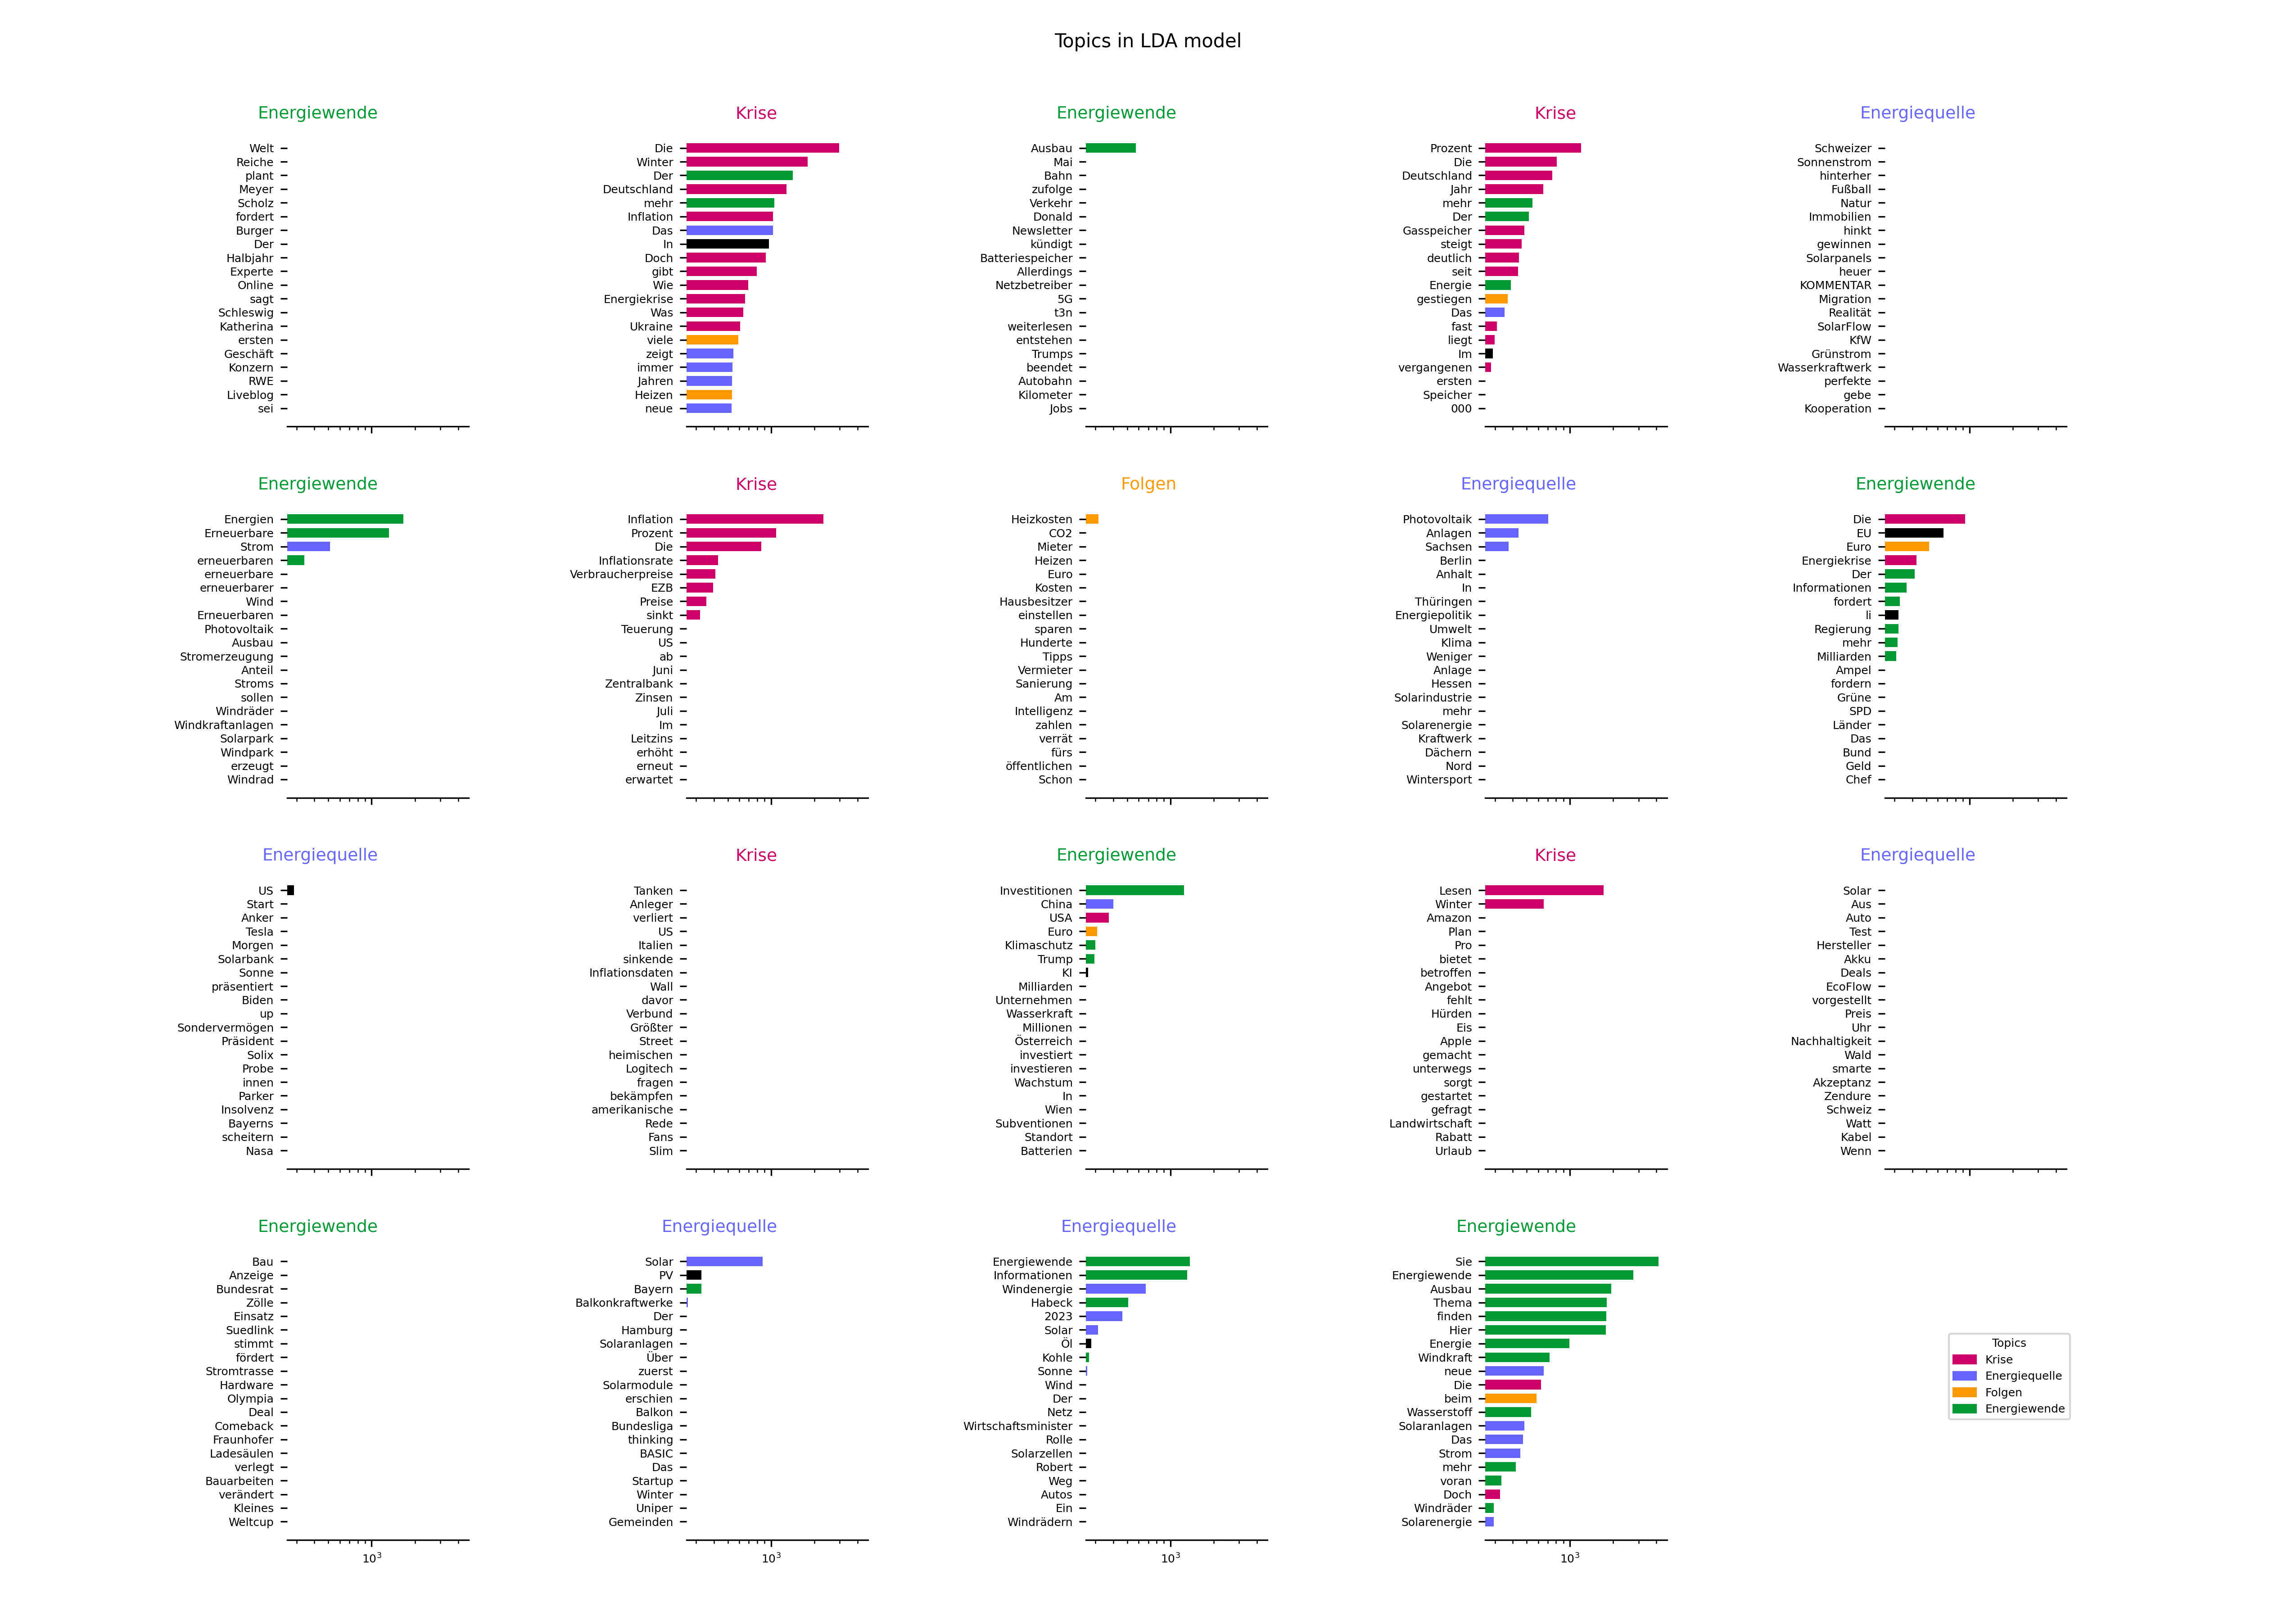 Topics in LDA model
Energiewende
Welt
Reiche
plant
Meyer
Scholz
fordert
Burger
Der
Halbjahr
Experte
Online
sagt
Schleswig
Katherina
ersten
Geschäft
Konzern
RWE
Liveblog
sei
Krise
Die
Winter
Der
Deutschland
mehr
Inflation
Das
In
Doch
gibt
Wie
Energiekrise
Was
Ukraine
viele
zeigt
immer
Jahren
Heizen
neue
Energiewende
Ausbau
Mai
Bahn
zufolge
Verkehr
Donald
Newsletter
kündigt
Batteriespeicher
Allerdings
Netzbetreiber
5G
t3n
weiterlesen
entstehen
Trumps
beendet
Autobahn
Kilometer
Jobs
Krise
Prozent
Die
Deutschland
Jahr
mehr
Der
Gasspeicher
steigt
deutlich
seit
Energie
gestiegen
Das
fast
liegt
Im
vergangenen
ersten
Speicher
000
Energiequelle
Schweizer
Sonnenstrom
hinterher
Fußball
Natur
Immobilien
hinkt
gewinnen
Solarpanels
heuer
KOMMENTAR
Migration
Realität
SolarFlow
KfW
Grünstrom
Wasserkraftwerk
perfekte
gebe
Kooperation
Energiewende
Energien
Erneuerbare
Strom
erneuerbaren
erneuerbare
erneuerbarer
Wind
Erneuerbaren
Photovoltaik
Ausbau
Stromerzeugung
Anteil
Stroms
sollen
Windräder
Windkraftanlagen
Solarpark
Windpark
erzeugt
Windrad
Krise
Inflation
Prozent
Die
Inflationsrate
Verbraucherpreise
EZB
Preise
sinkt
Teuerung
US
ab
Juni
Zentralbank
Zinsen
Juli
Im
Leitzins
erhöht
erneut
erwartet
Folgen
Heizkosten
CO2
Mieter
Heizen
Euro
Kosten
Hausbesitzer
einstellen
sparen
Hunderte
Tipps
Vermieter
Sanierung
Am
Intelligenz
zahlen
verrät
fürs
öffentlichen
Schon
Energiequelle
Photovoltaik
Anlagen
Sachsen
Berlin
Anhalt
In
Thüringen
Energiepolitik
Umwelt
Klima
Weniger
Anlage
Hessen
Solarindustrie
mehr
Solarenergie
Kraftwerk
Dächern
Nord
Wintersport
Energiewende
Die
EU
Euro
Energiekrise
Der
Informationen
fordert
li
Regierung
mehr
Milliarden
Ampel
fordern
Grüne
SPD
Länder
Das
Bund
Geld
Chef
Energiequelle
US
Start
Anker
Tesla
Morgen
Solarbank
Sonne
präsentiert
Biden
up
Sondervermögen
Präsident
Solix
Probe
innen
Parker
Insolvenz
Bayerns
scheitern
Nasa
Krise
Tanken
Anleger
verliert
US
Italien
sinkende
Inflationsdaten
Wall
davor
Verbund
Größter
Street
heimischen
Logitech
fragen
bekämpfen
amerikanische
Rede
Fans
Slim
Energiewende
Investitionen
China
USA
Euro
Klimaschutz
Trump
KI
Milliarden
Unternehmen
Wasserkraft
Millionen
Österreich
investiert
investieren
Wachstum
In
Wien
Subventionen
Standort
Batterien
Krise
Lesen
Winter
Amazon
Plan
Pro
bietet
betroffen
Angebot
fehlt
Hürden
Eis
Apple
gemacht
unterwegs
sorgt
gestartet
gefragt
Landwirtschaft
Rabatt
Urlaub
Energiequelle
Solar
Aus
Auto
Test
Hersteller
Akku
Deals
EcoFlow
vorgestellt
Preis
Uhr
Nachhaltigkeit
Wald
smarte
Akzeptanz
Zendure
Schweiz
Watt
Kabel
Wenn
Energiewende
Bau
Anzeige
Bundesrat
Zölle
Einsatz
Suedlink
stimmt
fördert
Stromtrasse
Hardware
Olympia
Deal
Comeback
Fraunhofer
Ladesäulen
verlegt
Bauarbeiten
verändert
Kleines
Weltcup
10³
Energiequelle
Solar
PV
Bayern
Balkonkraftwerke
Der
Hamburg
Solaranlagen
Über
zuerst
Solarmodule
erschien
Balkon
Bundesliga
thinking
BASIC
Das
Startup
Winter
Uniper
Gemeinden
10³
Energiequelle
Energiewende
Informationen
Windenergie
Habeck
2023
Solar
Öl
Kohle
Sonne
Wind
Der
Netz
Wirtschaftsminister
Rolle
Solarzellen
Robert
Weg
Autos
Ein
Windrädern
10³
Energiewende
Sie
Energiewende
Ausbau
Thema
finden
Hier
Energie
Windkraft
neue
Die
beim
Wasserstoff
Solaranlagen
Das
Strom
mehr
voran
Doch
Windräder
Solarenergie
10³
Topics
Krise
Energiequelle
Folgen
Energiewende